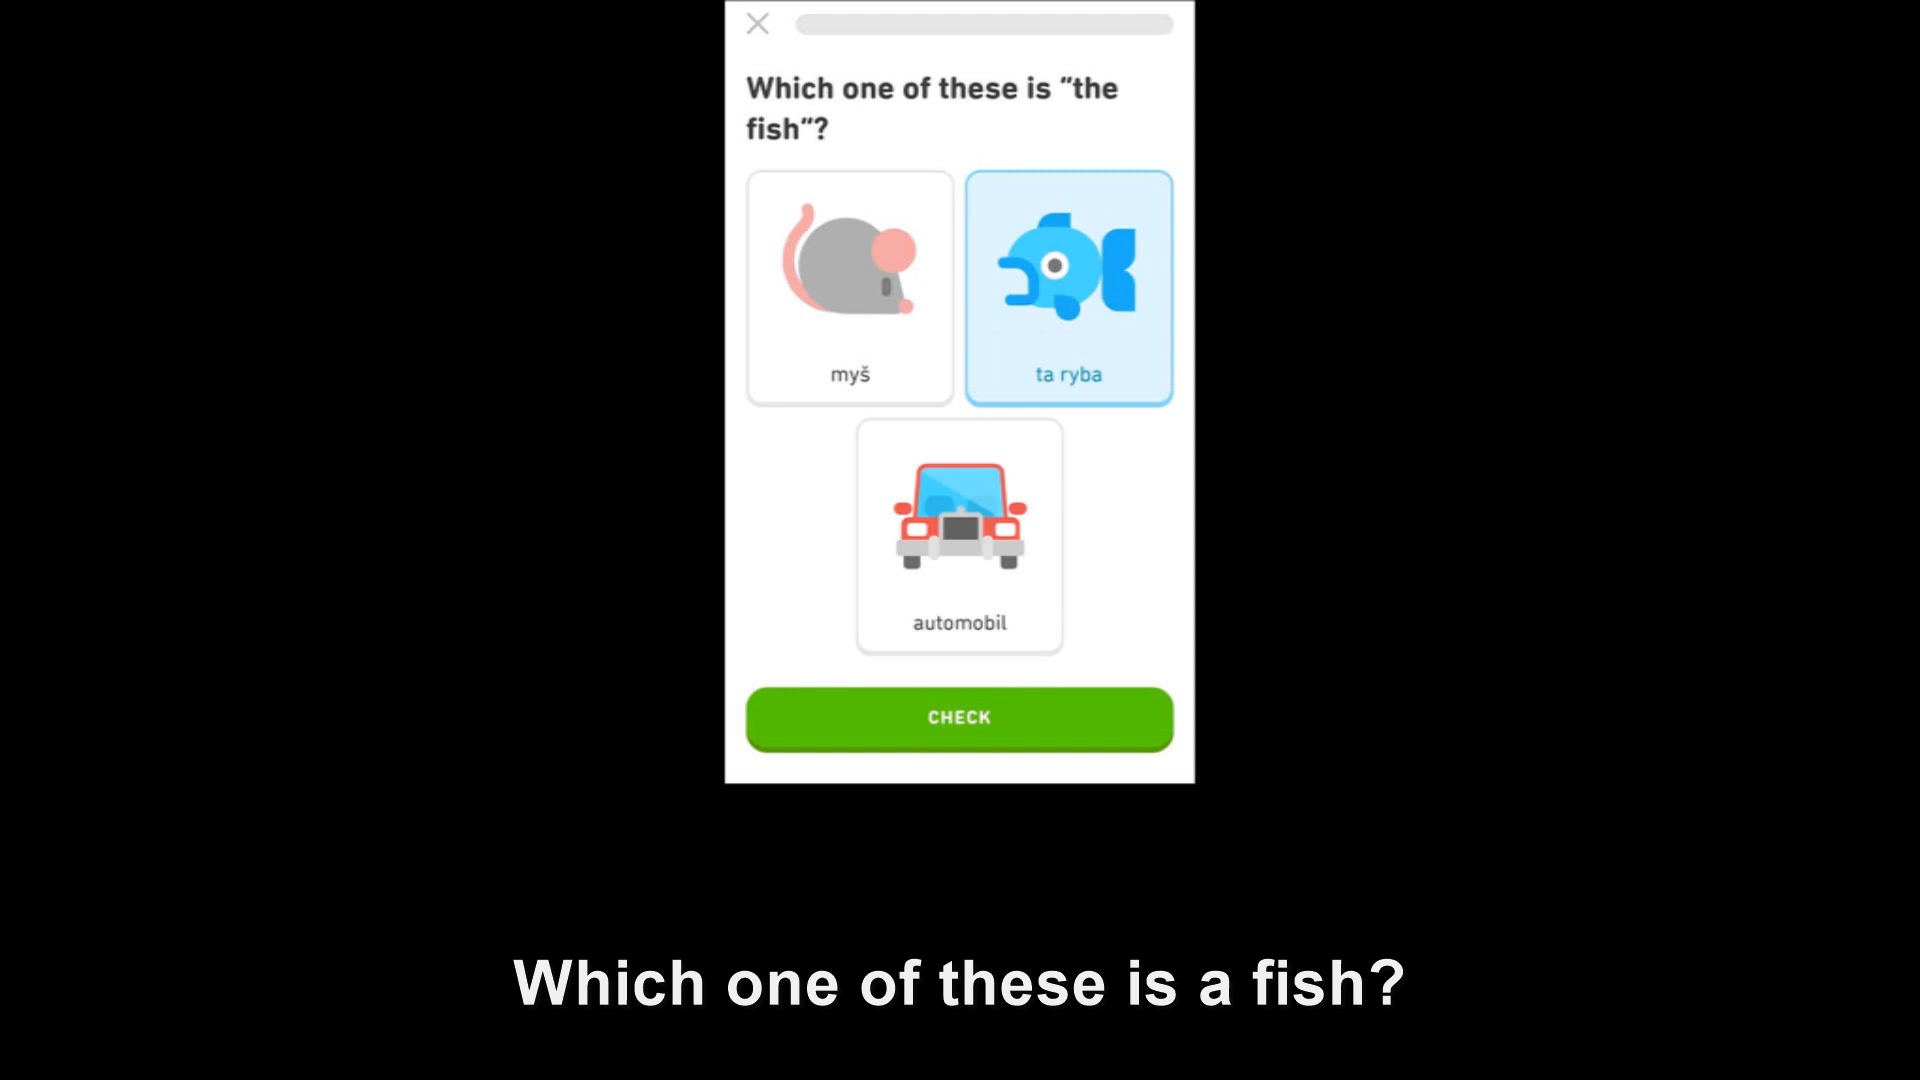 Which one of these is “the
fish”?
myš
ta ryba
automobil
CHECK
Which one of these is a fish?